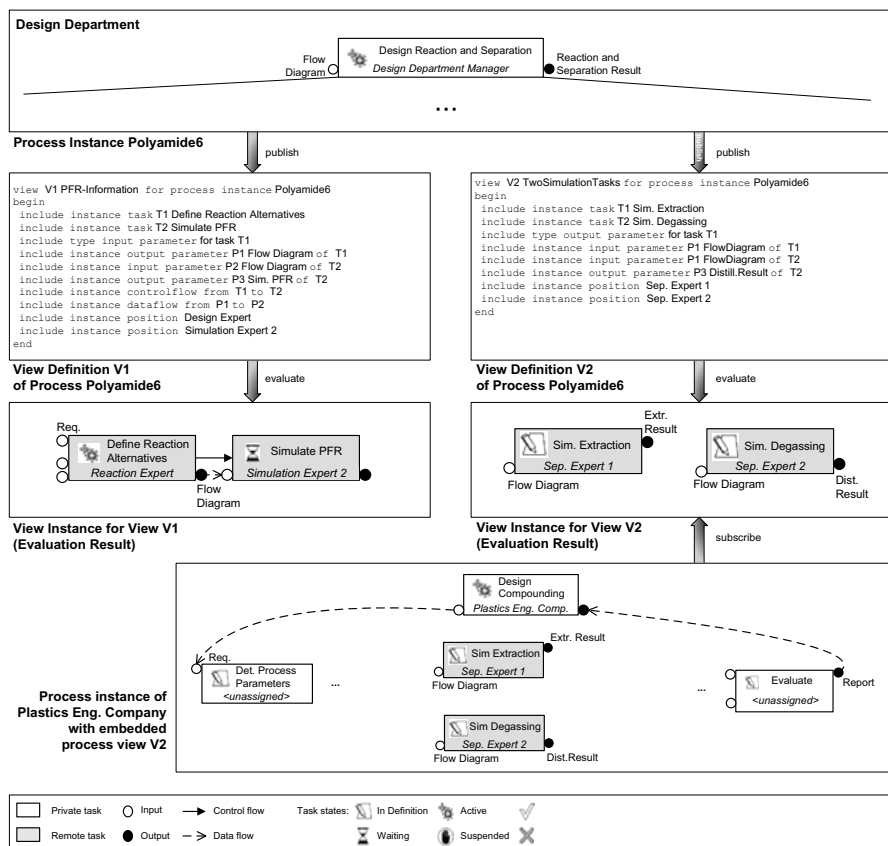 Design Department
Flow
Diagram
Design Reaction and Separation
Design Department Manager
Reaction and
Separation Result
...
Process Instance Polyamide6
publish
publish
view V1 PFR-Information for process instance Polyamide6
begin
include instance task T1 Define Reaction Alternatives
include instance task T2 Simulate PFR
include type input parameter for task T1
include instance output parameter P1 Flow Diagram of T1
include instance input parameter P2 Flow Diagram of T2
include instance output parameter P3 Sim. PFR of T2
include instance controlflow from T1 to T2
include instance dataflow from P1 to P2
include instance position Design Expert
include instance position Simulation Expert 2
end
view V2 TwoSimulationTasks for process instance Polyamide6
begin
include instance task T1 Sim. Extraction
include instance task T2 Sim. Degassing
include type output parameter for task T1
include instance input parameter P1 FlowDiagram of T1
include instance input parameter P1 FlowDiagram of T2
include instance output parameter P3 Distill.Result of T2
include instance position Sep. Expert 1
include instance position Sep. Expert 2
end
View Definition V1
of Process Polyamide6
evaluate
View Definition V2
of Process Polyamide6
evaluate
Req.
Define Reaction
Alternatives
Reaction Expert
Simulate PFR
Simulation Expert 2
Flow
Diagram
Extr.
Result
Sim. Extraction
Sep. Expert 1
Flow Diagram
Sim. Degassing
Sep. Expert 2
Flow Diagram
Dist.
Result
View Instance for View V1
(Evaluation Result)
View Instance for View V2
(Evaluation Result)
subscribe
Design
Compounding
Plastics Eng. Comp.
Req.
Det. Process
Parameters
<unassigned>
...
Extr. Result
Sim Extraction
Sep. Expert 1
Flow Diagram
...
Evaluate
<unassigned>
Report
Sim Degassing
Sep. Expert 2
Flow Diagram
Dist.Result
Process instance of
Plastics Eng. Company
with embedded
process view V2
Private task
Input
Control flow
Task states:
In Definition
Active
Remote task
Output
Data flow
Waiting
Suspended